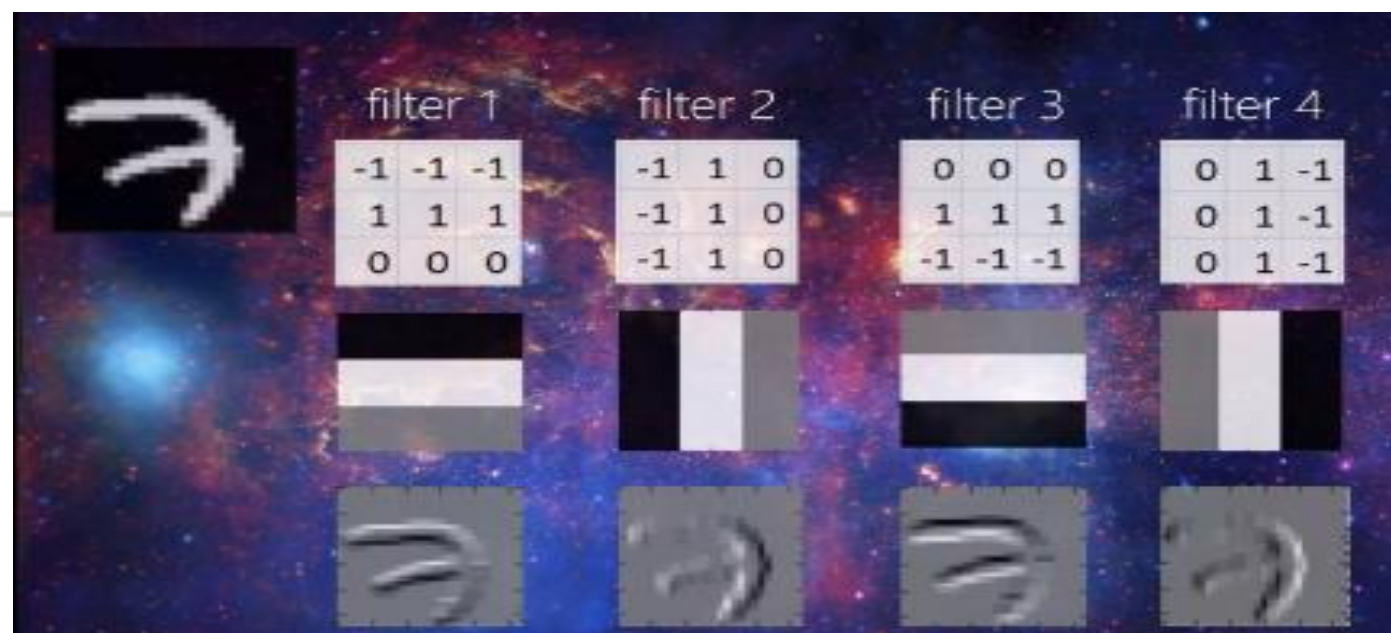 filter 1 filter 2 filter 3 filter 4
-1 -1 -1 -1 1 0 0 0 0 0 1 -1
1 1 1 -1 1 0 1 1 1 0 1 -1
0 0 0 -1 1 0 -1 -1 -1 0 1 -1